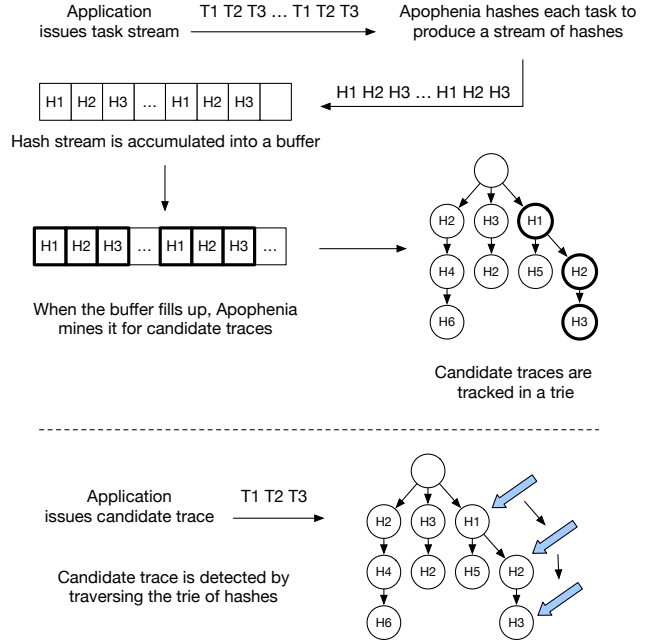 Application
issues task stream
T1 T2 T3 … T1 T2 T3
Apophenia hashes each task to
produce a stream of hashes
H1 H2 H3 … H1 H2 H3
H1 H2 H3 … H1 H2 H3
Hash stream is accumulated into a buffer
H1 H2 H3 … H1 H2 H3 …
When the buffer fills up, Apophenia
mines it for candidate traces
H2 H3 H1
H4 H2 H5 H2
H6 H3
Candidate traces are
tracked in a trie
Application
issues candidate trace
T1 T2 T3
Candidate trace is detected by
traversing the trie of hashes
H2 H3 H1
H4 H2 H5 H2
H6 H3